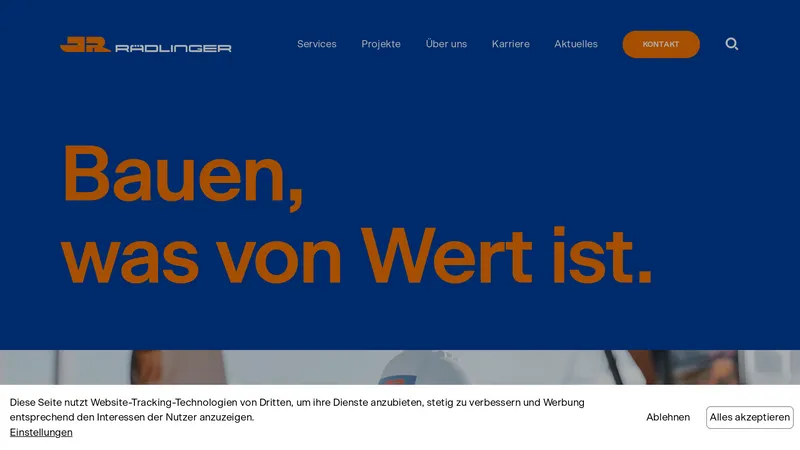 JR RÄDLINGER
Services Projekte Über uns Karriere Aktuelles KONTAKT
Bauen,
was von Wert ist.
Diese Seite nutzt Website-Tracking-Technologien von Dritten, um ihre Dienste anzubieten, stetig zu verbessern und Werbung
entsprechend den Interessen der Nutzer anzuzeigen.
Einstellungen
Ablehnen
Alles akzeptieren